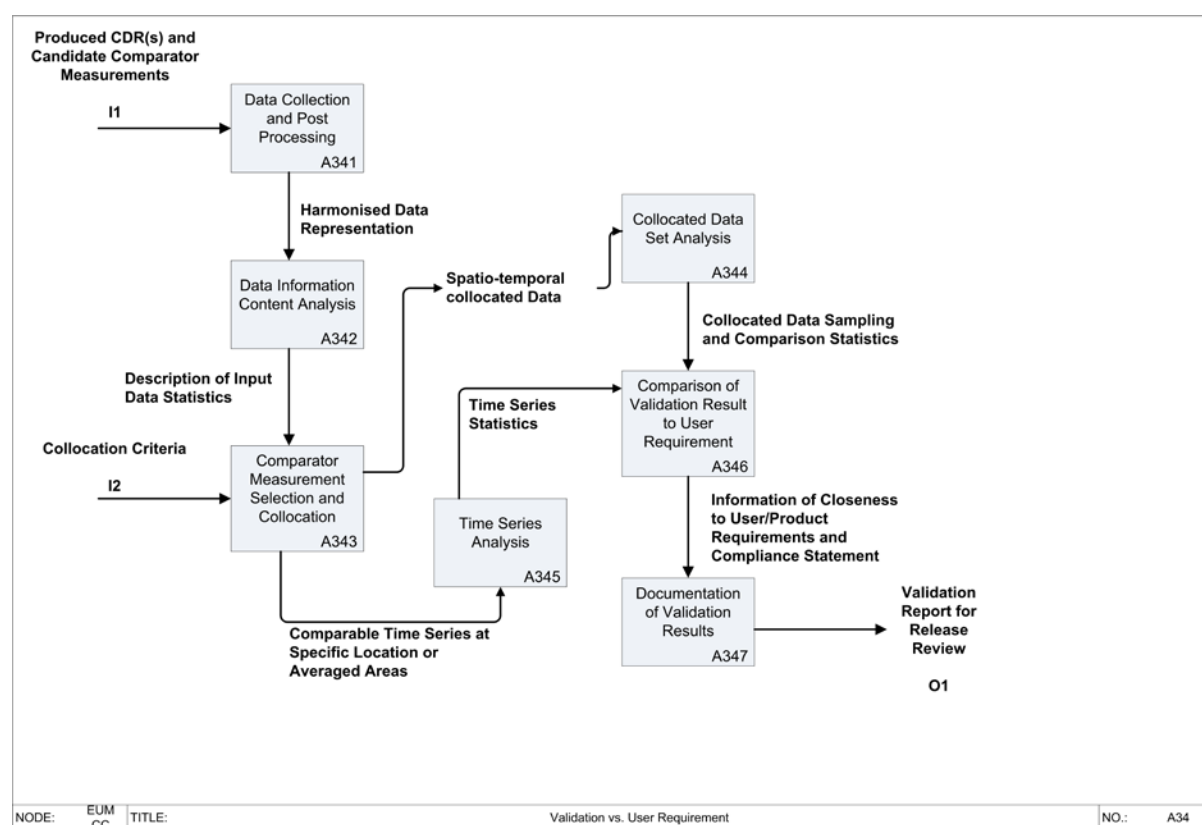 Produced CDR(s) and
Candidate Comparator
Measurements
I1
Data Collection
and Post
Processing
A341
Harmonised Data
Representation
Data Information
Content Analysis
A342
Description of Input
Data Statistics
Collocation Criteria
I2
Comparator
Measurement
Selection and
Collocation
A343
Spatio-temporal
collocated Data
Collocated Data
Set Analysis
A344
Collocated Data Sampling
and Comparison Statistics
Time Series
Statistics
Comparison of
Validation Result
to User
Requirement
A346
Time Series
Analysis
A345
Comparable Time Series at
Specific Location or
Averaged Areas
Information of Closeness
to User/Product
Requirements and
Compliance Statement
Documentation
of Validation
Results
A347
Validation
Report for
Release
Review
O1
NODE:
EUM
CC
TITLE:
Validation vs. User Requirement
NO.:
A34